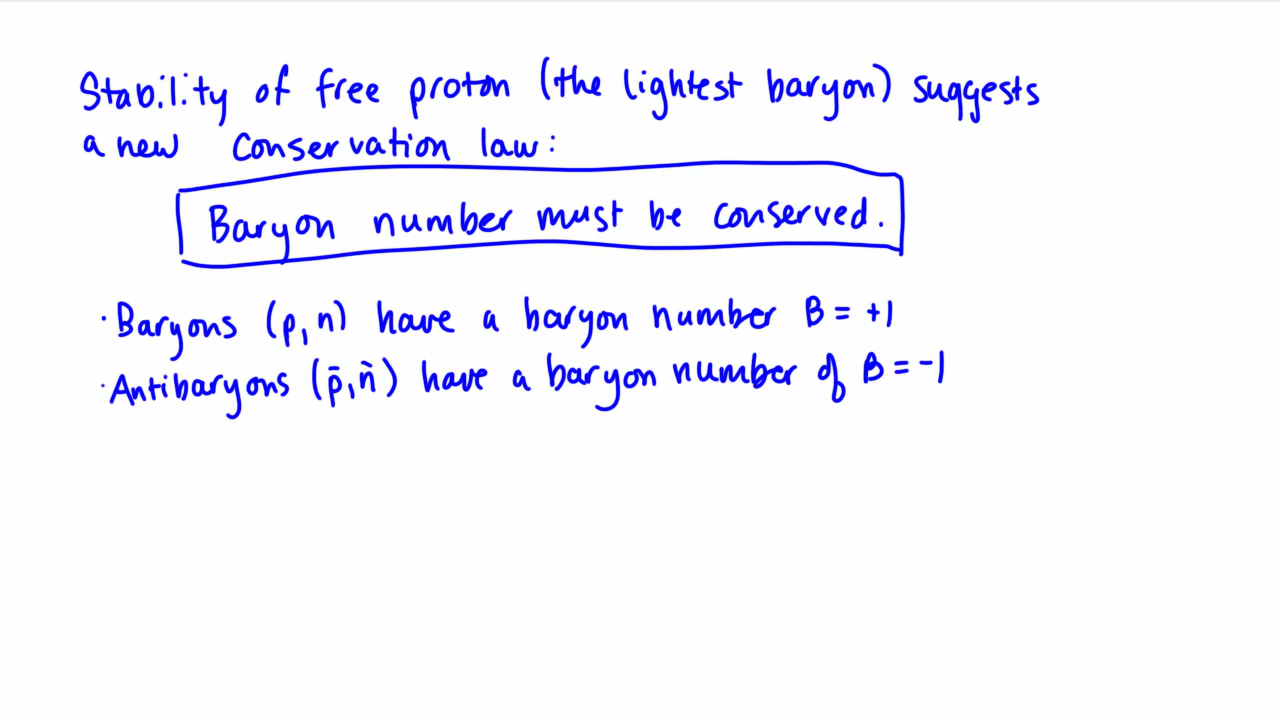 Stability of free proton (the lightest baryon) suggests
a new conservation law:
Baryon number must be conserved.
· Baryons (p, n) have a baryon number B = +1
· Antibaryons (p̄, n̄) have a baryon number of B = -1